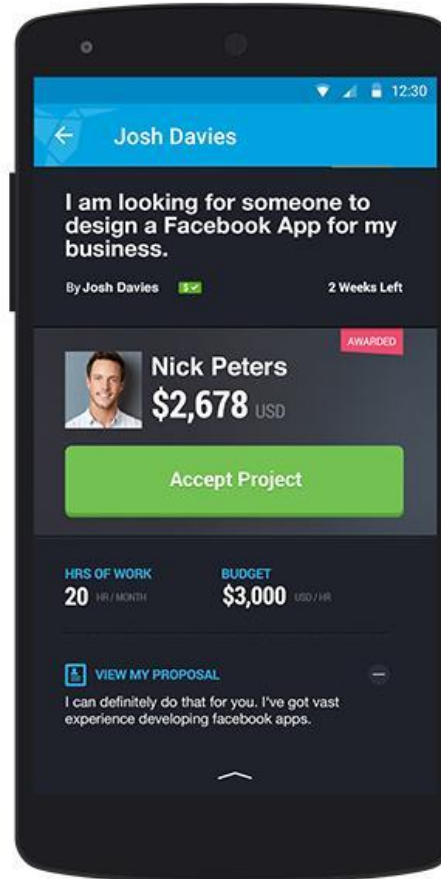 12:30
Josh Davies
I am looking for someone to
design a Facebook App for my
business.
By Josh Davies $ 2 Weeks Left
AWARDED
Nick Peters
$2,678 USD
Accept Project
HRS OF WORK BUDGET
20 HR / MONTH $3,000 USD / HR
VIEW MY PROPOSAL
I can definitely do that for you. I've got vast
experience developing facebook apps.